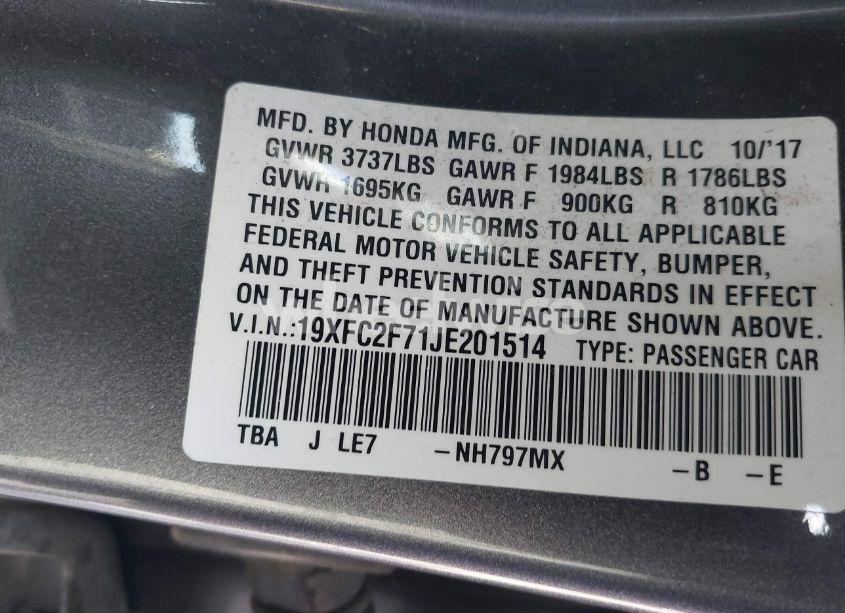 MFD. BY HONDA MFG. OF INDIANA, LLC 10/'17
GVWR 3737LBS GAWR F 1984LBS R 1786LBS
GVWR 1695KG GAWR F 900KG R 810KG
THIS VEHICLE CONFORMS TO ALL APPLICABLE
FEDERAL MOTOR VEHICLE SAFETY, BUMPER,
AND THEFT PREVENTION STANDARDS IN EFFECT
ON THE DATE OF MANUFACTURE SHOWN ABOVE.
V.I.N.:19XFC2F71JE201514 TYPE: PASSENGER CAR
TBA J LE7 -NH797MX -B -E